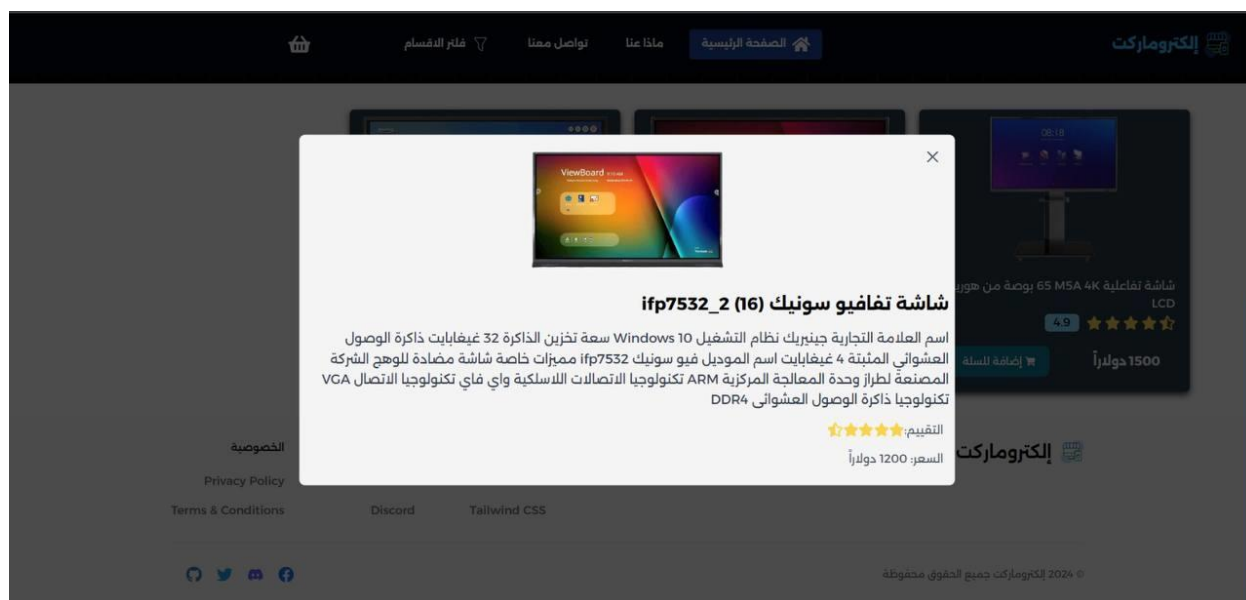 إلكتروماركت
الصفحة الرئيسية
ماذا عنا
تواصل معنا
فلتر الاقسام
08:18
ViewBoard
شاشة تفافيو سونيك (16) ifp7532_2
اسم العلامة التجارية جينيريك نظام التشغيل Windows 10 سعة تخزين الذاكرة 32 غيغابايت ذاكرة الوصول
العشوائي المثبتة 4 غيغابايت اسم الموديل فيو سونيك ifp7532 مميزات خاصة شاشة مضادة للوهج الشركة
المصنعة لطراز وحدة المعالجة المركزية ARM تكنولوجيا الاتصالات اللاسلكية واي فاي تكنولوجيا الاتصال VGA
تكنولوجيا ذاكرة الوصول العشوائي DDR4
التقييم:
السعر: 1200 دولاراً
شاشة تفاعلية 65 M5A 4K بوصة من
LCD
4.9
1500 دولاراً
إضافة للسلة
إلكتروماركت
الخصوصية
Privacy Policy
Terms & Conditions
Discord
Tailwind CSS
© 2024 إلكتروماركت جميع الحقوق محفوظة